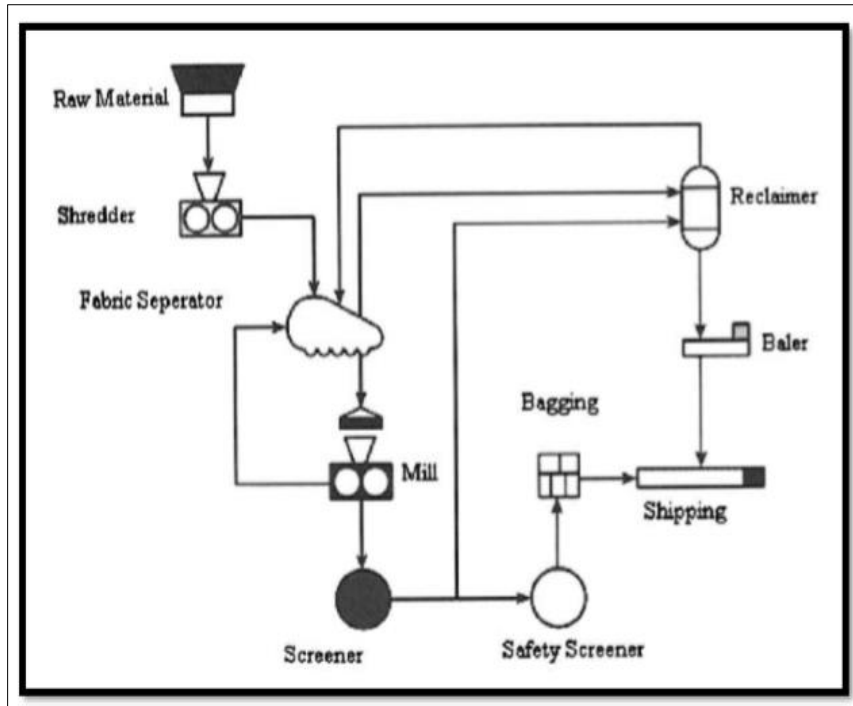 Raw Material
Shredder
Reclaimer
Fabric Seperator
Baler
Bagging
Mill
Shipping
Screener
Safety Screener